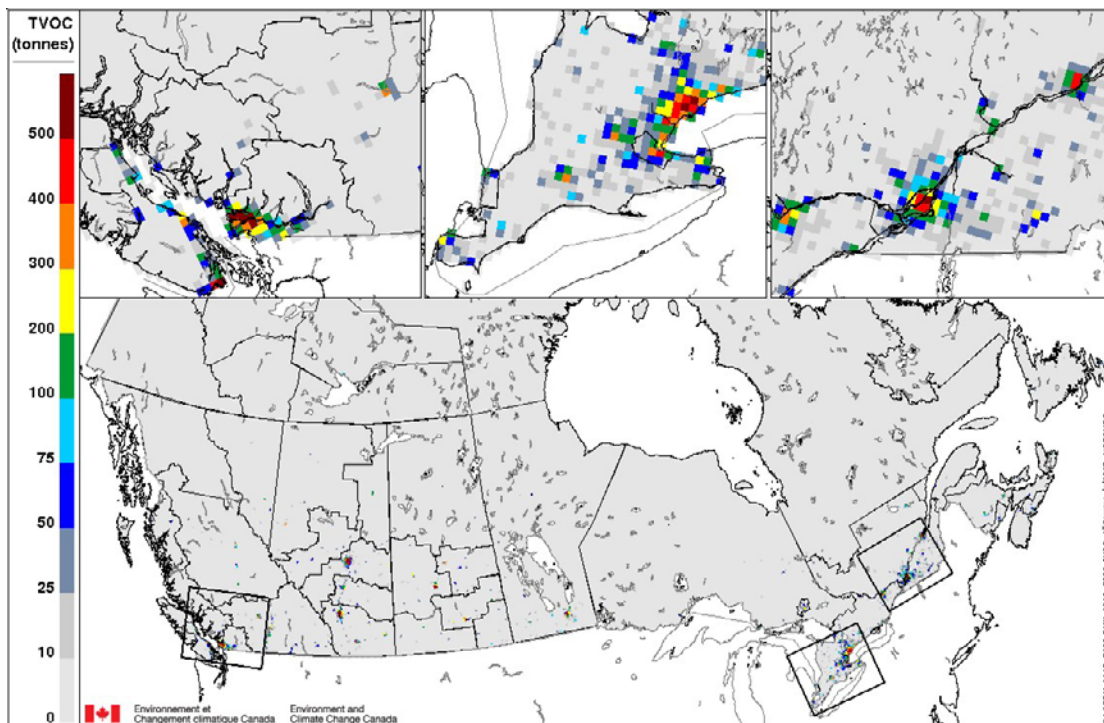 TVOC
(tonnes)
500
400
300
200
100
75
50
25
10
0
A
Environnement et
Changement climatique Canada
Environment and
Climate Change Canada